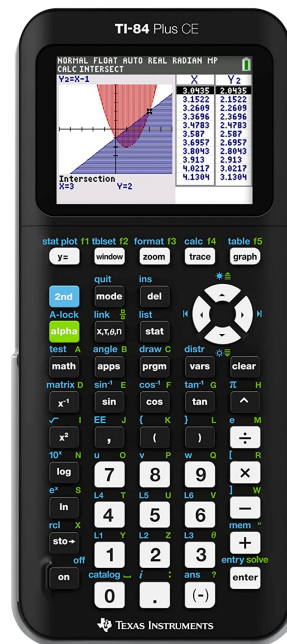 TI-84 Plus CE
NORMAL FLOAT AUTO REAL RADIAN MP
CALC INTERSECT
Y2=X-1
X Y2
3.0435 2.0435
3.1522 2.1522
3.2609 2.2609
3.3696 2.3696
3.4783 2.4783
3.587 2.587
3.6957 2.6957
3.8043 2.8043
3.913 2.913
4.0217 3.0217
4.1304 3.1304
Intersection
X=3 Y=2
stat plot f1 tblset f2 format f3 calc f4 table f5
y= window zoom trace graph
quit ins
2nd mode del
A-lock link list
alpha X,T,θ,n stat
test A angle B draw C distr
math apps prgm vars clear
matrix D sin⁻¹ E cos⁻¹ F tan⁻¹ G π H
x⁻¹ sin cos tan ^
√ I EE J { K } L e M
x² , ( ) ÷
10ˣ N u O v P w Q [ R
log 7 8 9 ×
eˣ S L4 T L5 U L6 V ] W
ln 4 5 6 −
rcl X L1 Y L2 Z L3 θ mem "
sto→ 1 2 3 +
off catalog i : ans ? entry solve
on 0 . (-) enter
TEXAS INSTRUMENTS